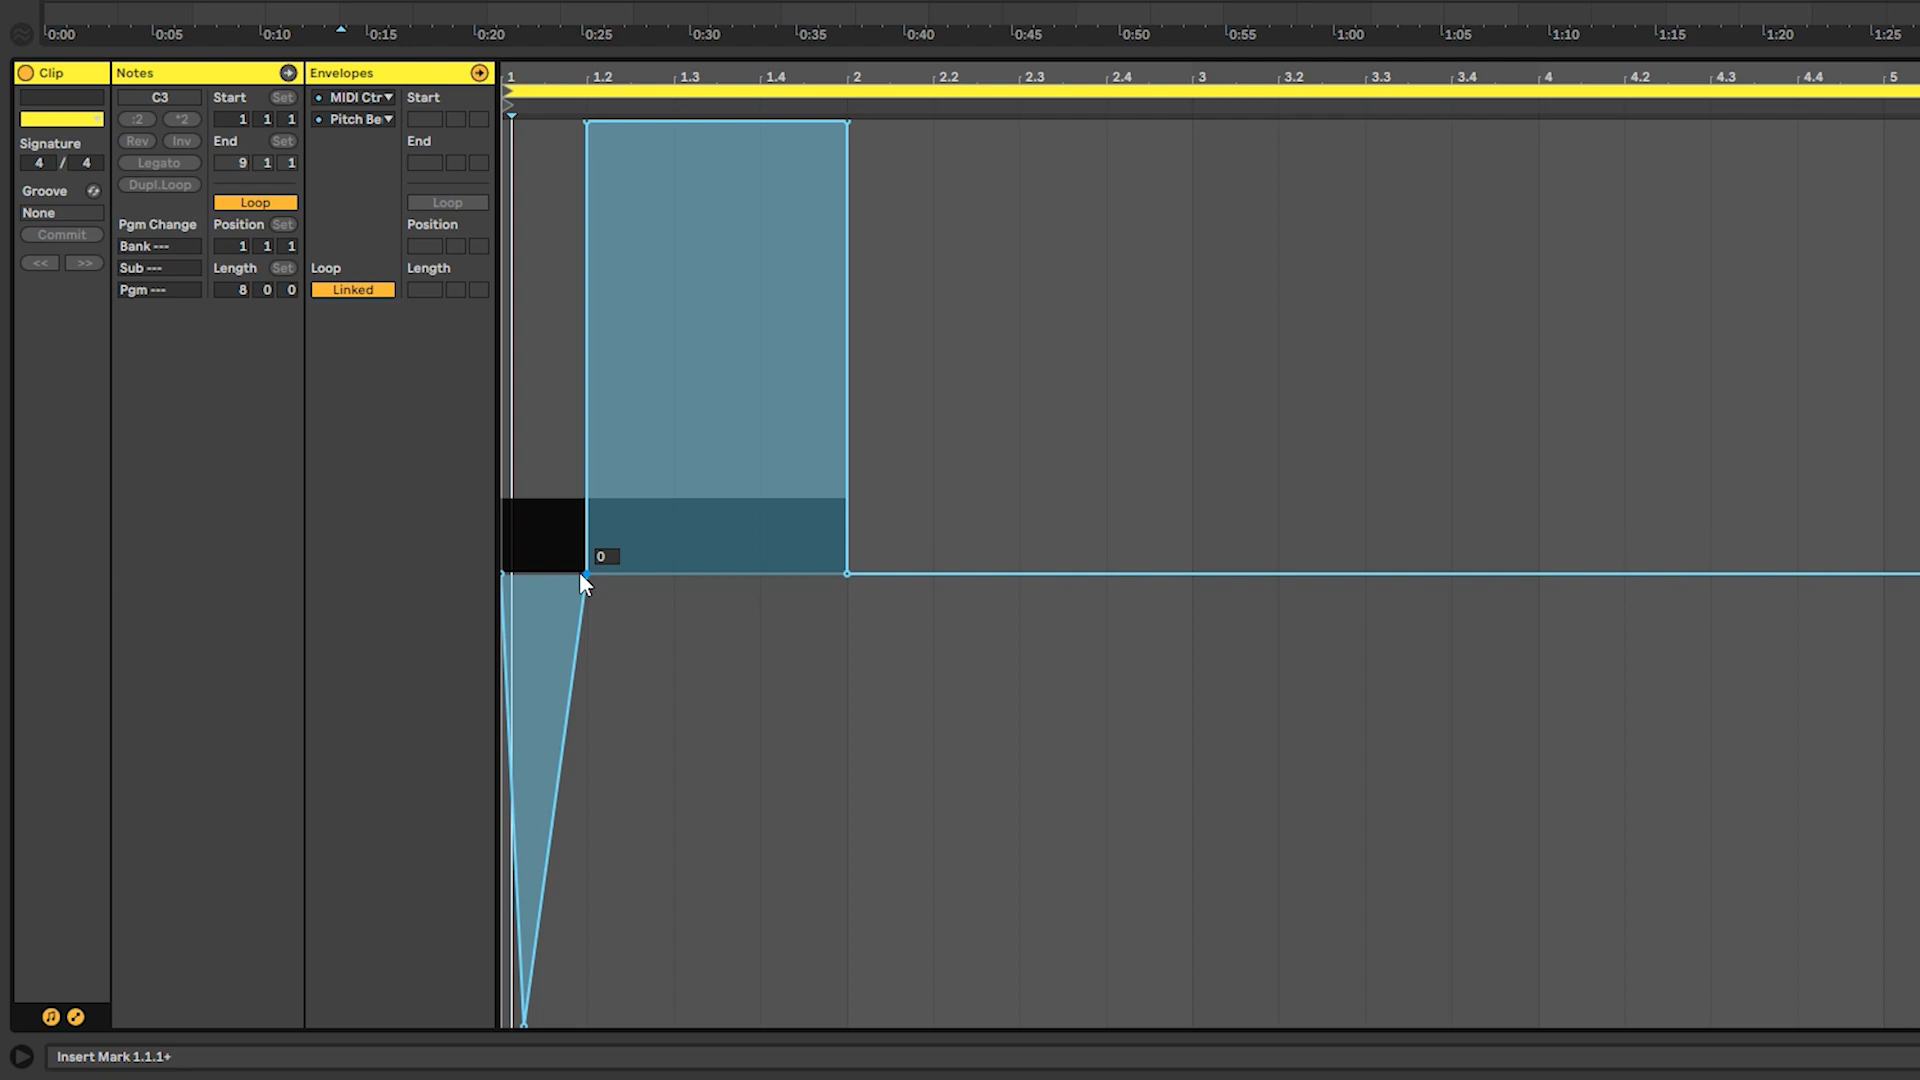 0:00 0:05 0:10 0:15 0:20 0:25 0:30 0:35 0:40 0:45 0:50 0:55 1:00 1:05 1:10 1:15 1:20 1:25
Clip Notes Envelopes
1 1.2 1.3 1.4 2 2.2 2.3 2.4 3 3.2 3.3 3.4 4 4.2 4.3 4.4 5
C3 Start Set MIDI Ctr Start
:2 *2 1 1 1 Pitch Be
Signature Rev Inv End Set End
4 / 4 Legato 9 1 1
Groove Dupl.Loop
None Loop Loop
Commit Pgm Change Position Set Position
Bank --- 1 1 1
<< >> Sub --- Length Set Loop Length
Pgm --- 8 0 0 Linked
0
Insert Mark 1.1.1+